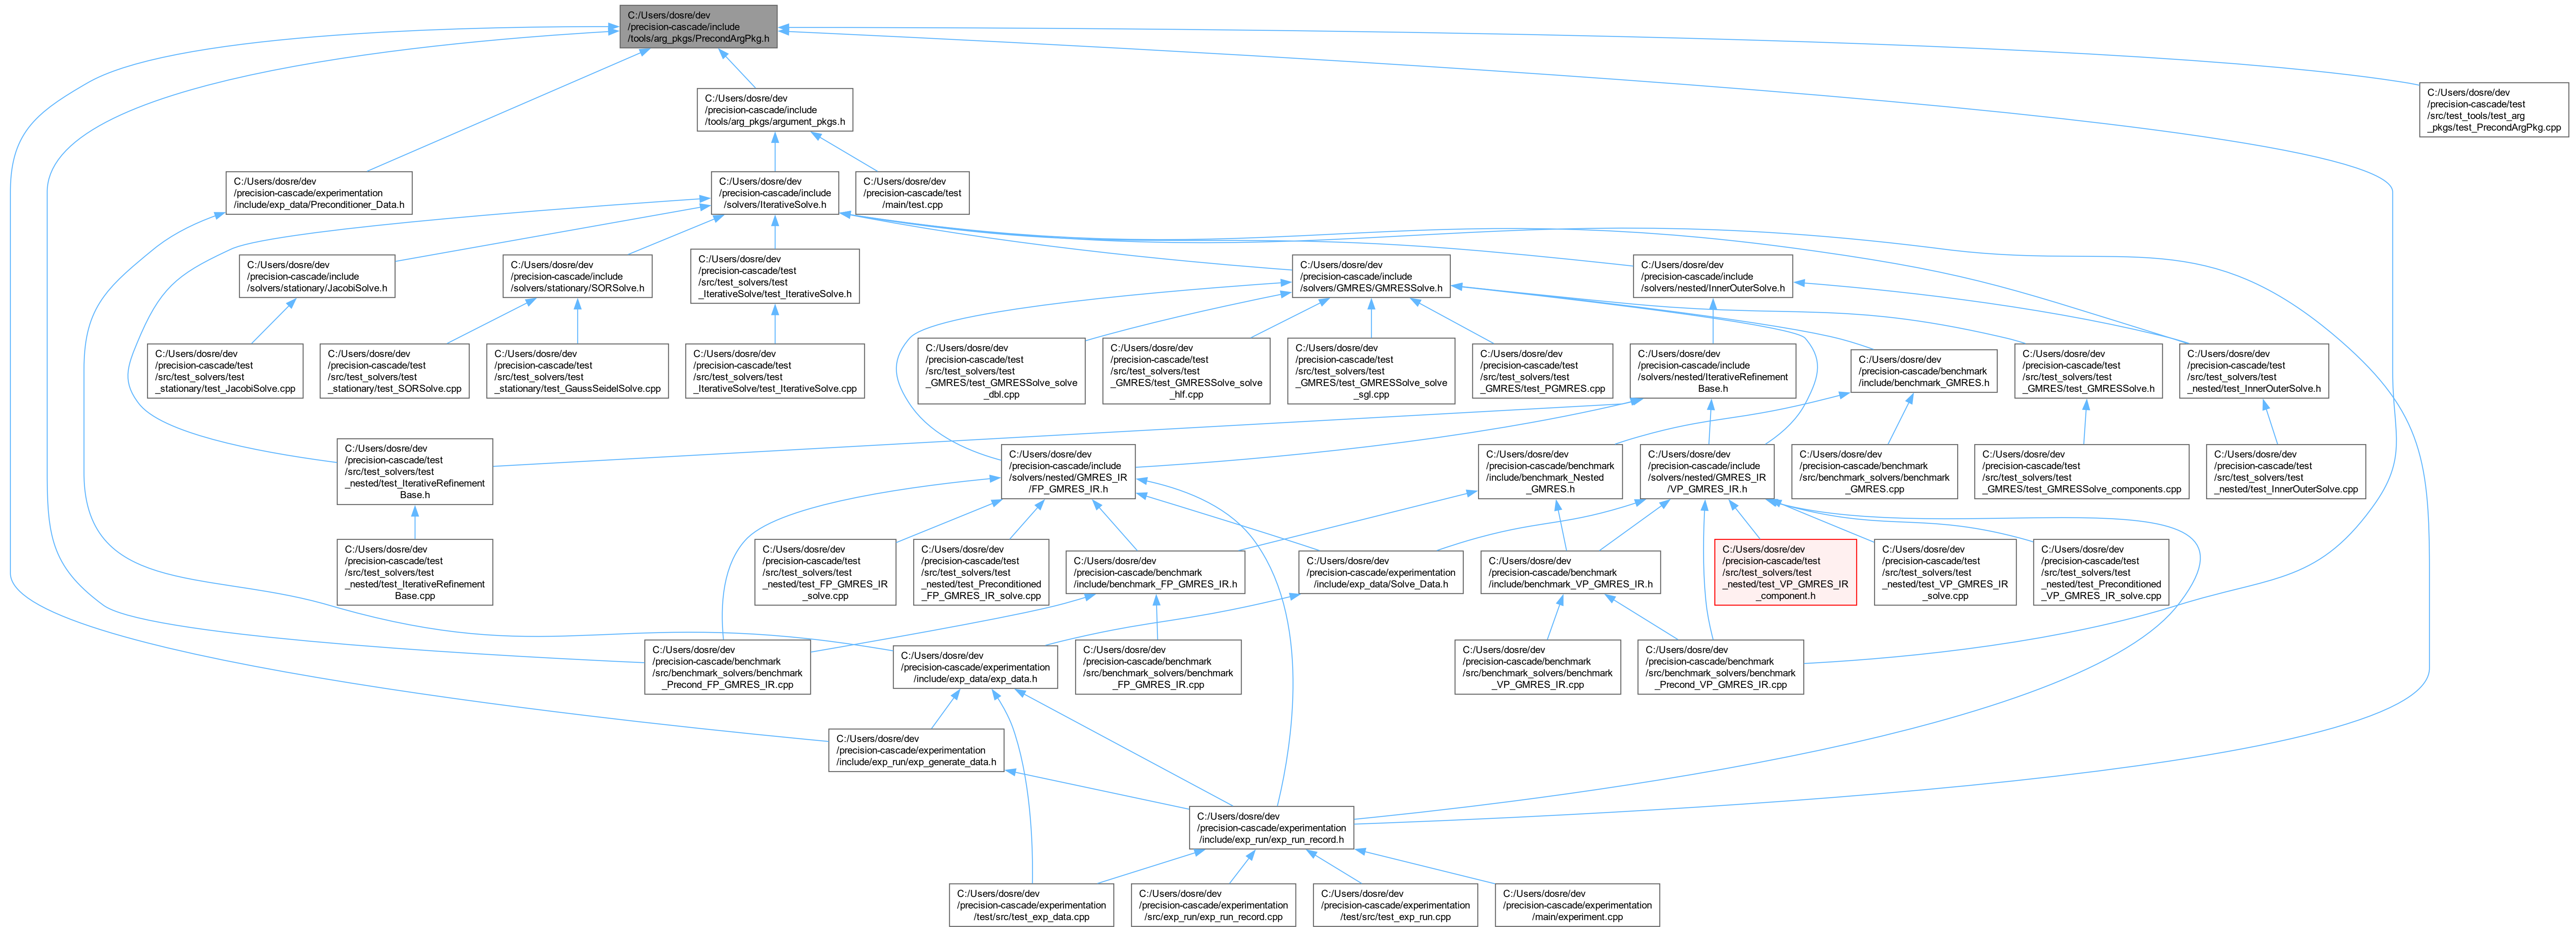 C:/Users/dosre/dev
/precision-cascade/include
/tools/arg_pkgs/PrecondArgPkg.h
C:/Users/dosre/dev
/precision-cascade/test
/src/test_tools/test_arg
_pkgs/test_PrecondArgPkg.cpp
C:/Users/dosre/dev
/precision-cascade/include
/tools/arg_pkgs/argument_pkgs.h
C:/Users/dosre/dev
/precision-cascade/experimentation
/include/exp_data/Preconditioner_Data.h
C:/Users/dosre/dev
/precision-cascade/include
/solvers/IterativeSolve.h
C:/Users/dosre/dev
/precision-cascade/test
/main/test.cpp
C:/Users/dosre/dev
/precision-cascade/include
/solvers/stationary/JacobiSolve.h
C:/Users/dosre/dev
/precision-cascade/include
/solvers/stationary/SORSolve.h
C:/Users/dosre/dev
/precision-cascade/test
/src/test_solvers/test
_IterativeSolve/test_IterativeSolve.h
C:/Users/dosre/dev
/precision-cascade/include
/solvers/GMRES/GMRESSolve.h
C:/Users/dosre/dev
/precision-cascade/include
/solvers/nested/InnerOuterSolve.h
C:/Users/dosre/dev
/precision-cascade/test
/src/test_solvers/test
_stationary/test_JacobiSolve.cpp
C:/Users/dosre/dev
/precision-cascade/test
/src/test_solvers/test
_stationary/test_SORSolve.cpp
C:/Users/dosre/dev
/precision-cascade/test
/src/test_solvers/test
_stationary/test_GaussSeidelSolve.cpp
C:/Users/dosre/dev
/precision-cascade/test
/src/test_solvers/test
_IterativeSolve/test_IterativeSolve.cpp
C:/Users/dosre/dev
/precision-cascade/test
/src/test_solvers/test
_GMRES/test_GMRESSolve_solve
_dbl.cpp
C:/Users/dosre/dev
/precision-cascade/test
/src/test_solvers/test
_GMRES/test_GMRESSolve_solve
_hlf.cpp
C:/Users/dosre/dev
/precision-cascade/test
/src/test_solvers/test
_GMRES/test_GMRESSolve_solve
_sgl.cpp
C:/Users/dosre/dev
/precision-cascade/test
/src/test_solvers/test
_GMRES/test_PGMRES.cpp
C:/Users/dosre/dev
/precision-cascade/include
/solvers/nested/IterativeRefinement
Base.h
C:/Users/dosre/dev
/precision-cascade/benchmark
/include/benchmark_GMRES.h
C:/Users/dosre/dev
/precision-cascade/test
/src/test_solvers/test
_GMRES/test_GMRESSolve.h
C:/Users/dosre/dev
/precision-cascade/test
/src/test_solvers/test
_nested/test_InnerOuterSolve.h
C:/Users/dosre/dev
/precision-cascade/test
/src/test_solvers/test
_nested/test_IterativeRefinement
Base.h
C:/Users/dosre/dev
/precision-cascade/include
/solvers/nested/GMRES_IR
/FP_GMRES_IR.h
C:/Users/dosre/dev
/precision-cascade/benchmark
/include/benchmark_Nested
_GMRES.h
C:/Users/dosre/dev
/precision-cascade/include
/solvers/nested/GMRES_IR
/VP_GMRES_IR.h
C:/Users/dosre/dev
/precision-cascade/benchmark
/src/benchmark_solvers/benchmark
_GMRES.cpp
C:/Users/dosre/dev
/precision-cascade/test
/src/test_solvers/test
_GMRES/test_GMRESSolve_components.cpp
C:/Users/dosre/dev
/precision-cascade/test
/src/test_solvers/test
_nested/test_InnerOuterSolve.cpp
C:/Users/dosre/dev
/precision-cascade/test
/src/test_solvers/test
_nested/test_IterativeRefinement
Base.cpp
C:/Users/dosre/dev
/precision-cascade/test
/src/test_solvers/test
_nested/test_FP_GMRES_IR
_solve.cpp
C:/Users/dosre/dev
/precision-cascade/test
/src/test_solvers/test
_nested/test_Preconditioned
_FP_GMRES_IR_solve.cpp
C:/Users/dosre/dev
/precision-cascade/benchmark
/include/benchmark_FP_GMRES_IR.h
C:/Users/dosre/dev
/precision-cascade/experimentation
/include/exp_data/Solve_Data.h
C:/Users/dosre/dev
/precision-cascade/benchmark
/include/benchmark_VP_GMRES_IR.h
C:/Users/dosre/dev
/precision-cascade/test
/src/test_solvers/test
_nested/test_VP_GMRES_IR
_component.h
C:/Users/dosre/dev
/precision-cascade/test
/src/test_solvers/test
_nested/test_VP_GMRES_IR
_solve.cpp
C:/Users/dosre/dev
/precision-cascade/test
/src/test_solvers/test
_nested/test_Preconditioned
_VP_GMRES_IR_solve.cpp
C:/Users/dosre/dev
/precision-cascade/benchmark
/src/benchmark_solvers/benchmark
_Precond_FP_GMRES_IR.cpp
C:/Users/dosre/dev
/precision-cascade/experimentation
/include/exp_data/exp_data.h
C:/Users/dosre/dev
/precision-cascade/benchmark
/src/benchmark_solvers/benchmark
_FP_GMRES_IR.cpp
C:/Users/dosre/dev
/precision-cascade/benchmark
/src/benchmark_solvers/benchmark
_VP_GMRES_IR.cpp
C:/Users/dosre/dev
/precision-cascade/benchmark
/src/benchmark_solvers/benchmark
_Precond_VP_GMRES_IR.cpp
C:/Users/dosre/dev
/precision-cascade/experimentation
/include/exp_run/exp_generate_data.h
C:/Users/dosre/dev
/precision-cascade/experimentation
/include/exp_run/exp_run_record.h
C:/Users/dosre/dev
/precision-cascade/experimentation
/test/src/test_exp_data.cpp
C:/Users/dosre/dev
/precision-cascade/experimentation
/src/exp_run/exp_run_record.cpp
C:/Users/dosre/dev
/precision-cascade/experimentation
/test/src/test_exp_run.cpp
C:/Users/dosre/dev
/precision-cascade/experimentation
/main/experiment.cpp